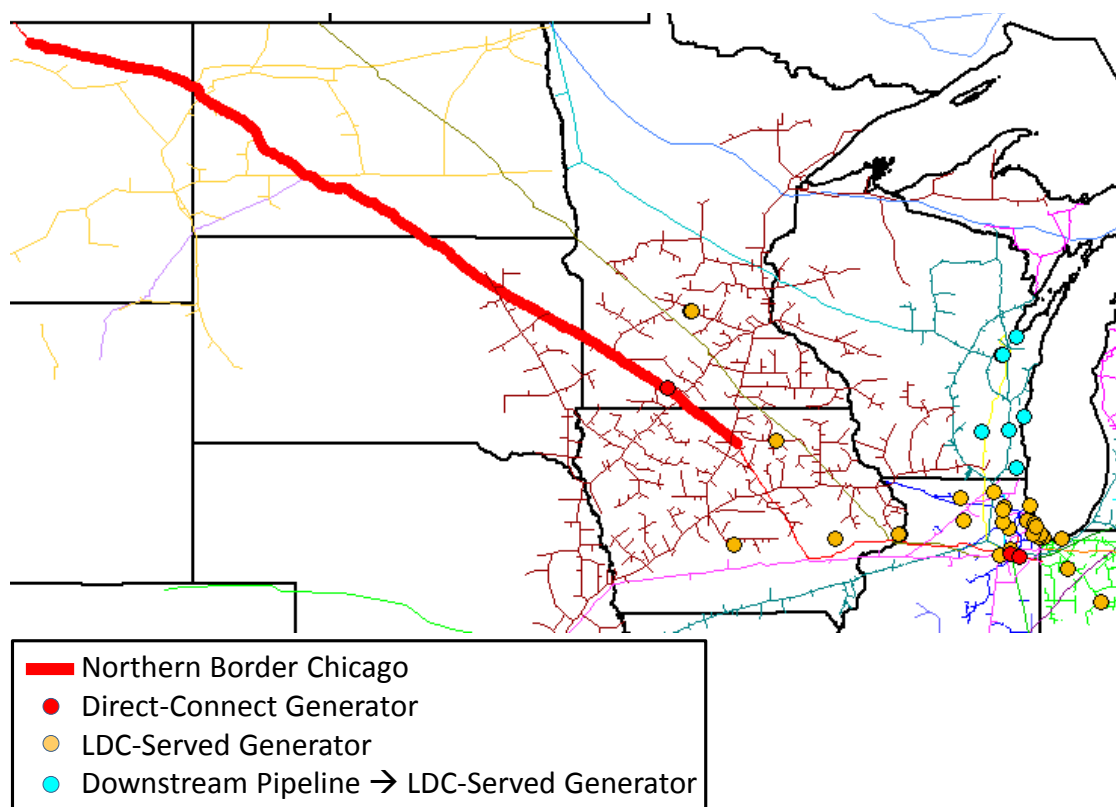 Northern Border Chicago
Direct-Connect Generator
LDC-Served Generator
Downstream Pipeline → LDC-Served Generator